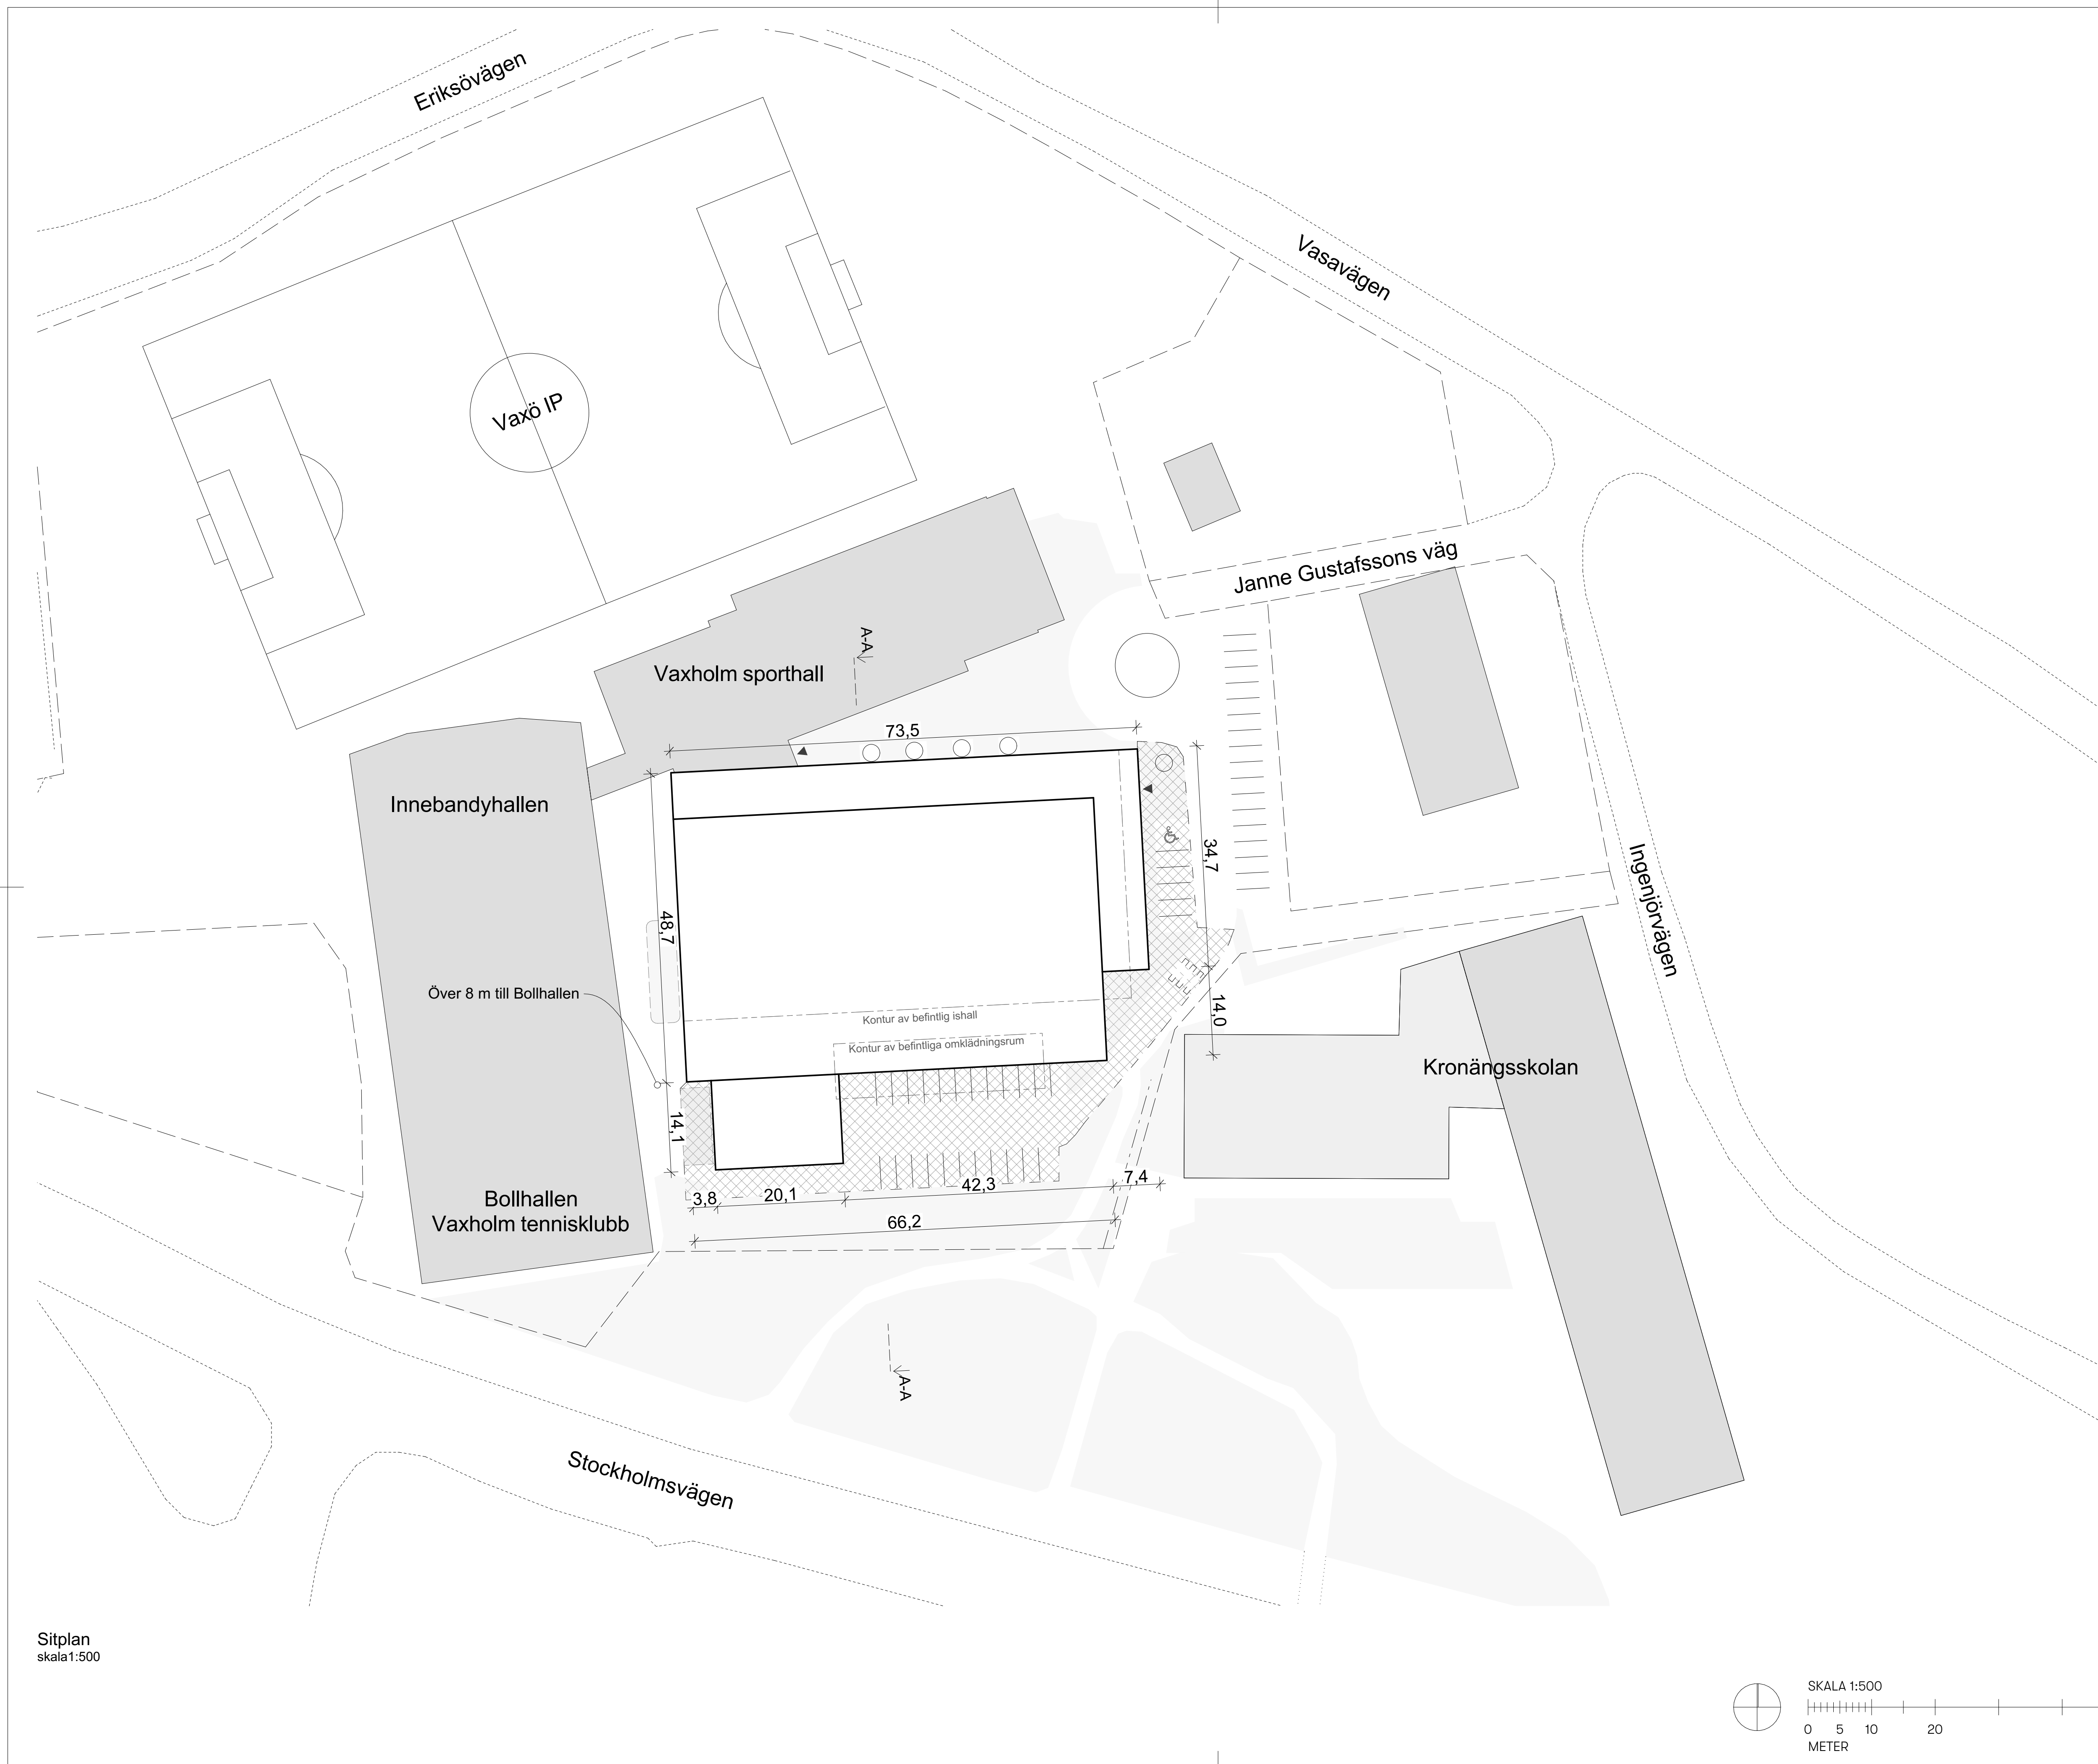 Eriksövägen
Vasavägen
Vaxö IP
Janne Gustafssons väg
A-A
Vaxholm sporthall
73,5
Innebandyhallen
34,7
48,7
Ingenjörvägen
Över 8 m till Bollhallen
14,0
Kontur av befintlig ishall
Kontur av befintliga omklädningsrum
Kronängsskolan
14,1
7,4
3,8
20,1
42,3
Bollhallen
Vaxholm tennisklubb
66,2
A-A
Stockholmsvägen
Sitplan
skala1:500
SKALA 1:500
0 5 10 20
METER